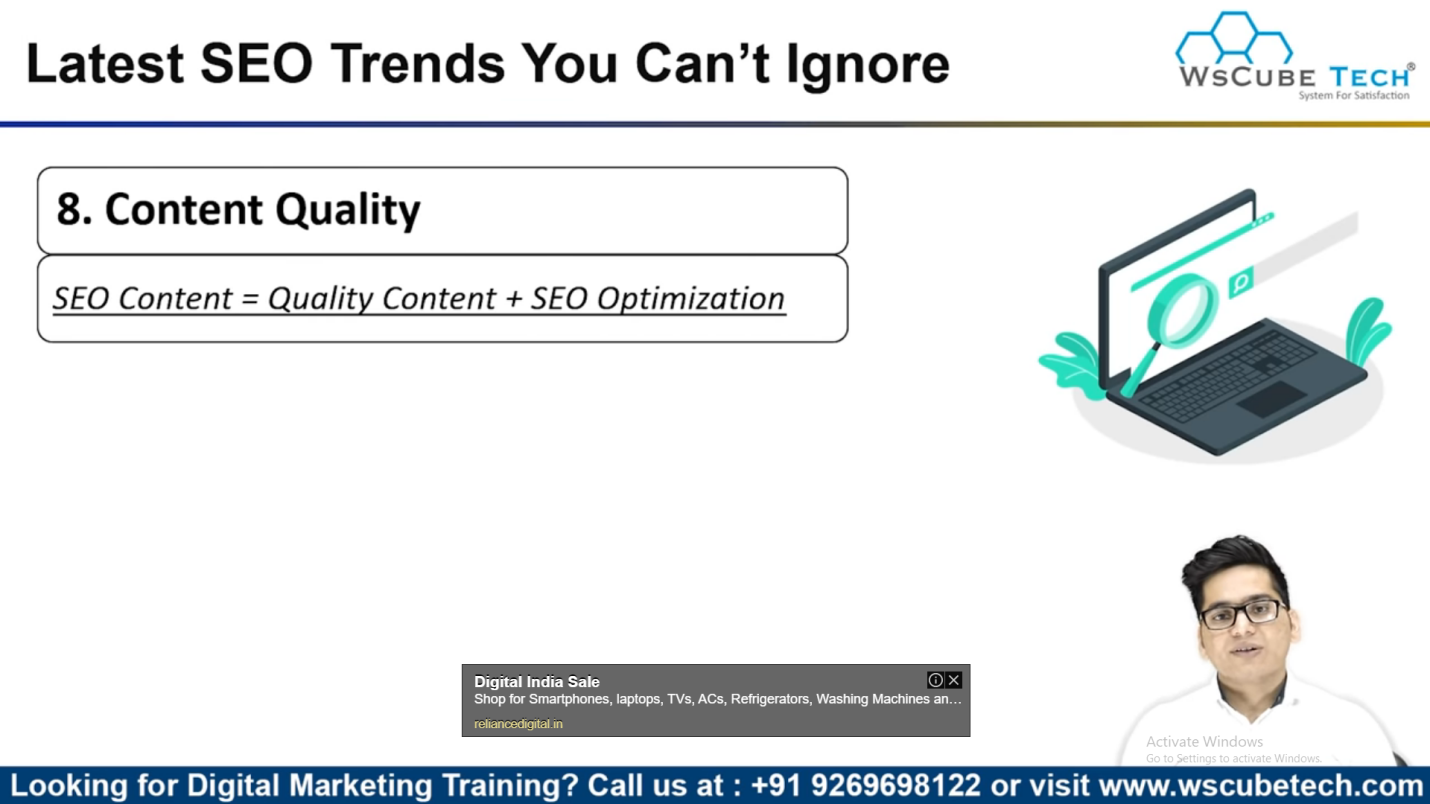 Latest SEO Trends You Can’t Ignore
WSCUBE TECH®
System For Satisfaction
8. Content Quality
SEO Content = Quality Content + SEO Optimization
Digital India Sale
Shop for Smartphones, laptops, TVs, ACs, Refrigerators, Washing Machines an...
reliancedigital.in
Activate Windows
Go to Settings to activate Windows.
Looking for Digital Marketing Training? Call us at : +91 9269698122 or visit www.wscubetech.com